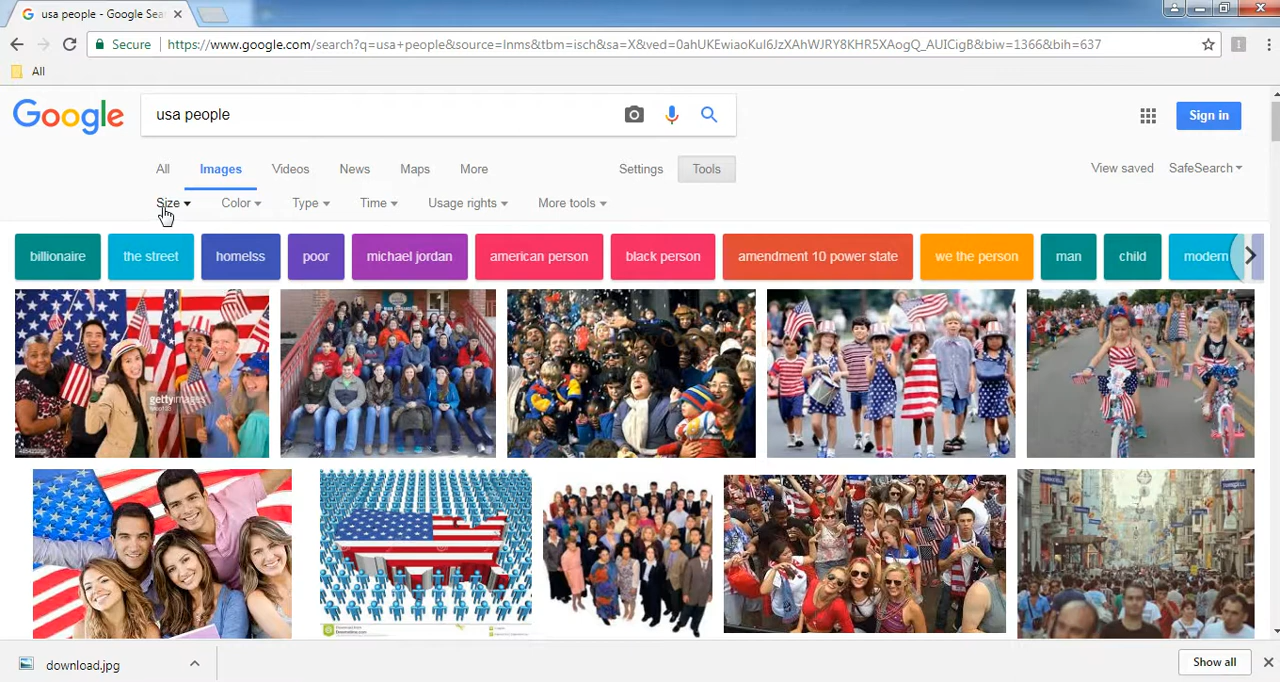 usa people - Google Sea
Secure
https://www.google.com/search?q=usa+people&source=lnms&tbm=isch&sa=X&ved=0ahUKEwiaoKuI6JzXAhWJRY8KHR5XAogQ_AUICigB&biw=1366&bih=637
All
Google
usa people
Sign in
All Images Videos News Maps More Settings Tools
View saved SafeSearch
Size Color Type Time Usage rights More tools
billionaire the street homelss poor michael jordan american person black person amendment 10 power state we the person man child modern
gettyimages
download.jpg
Show all